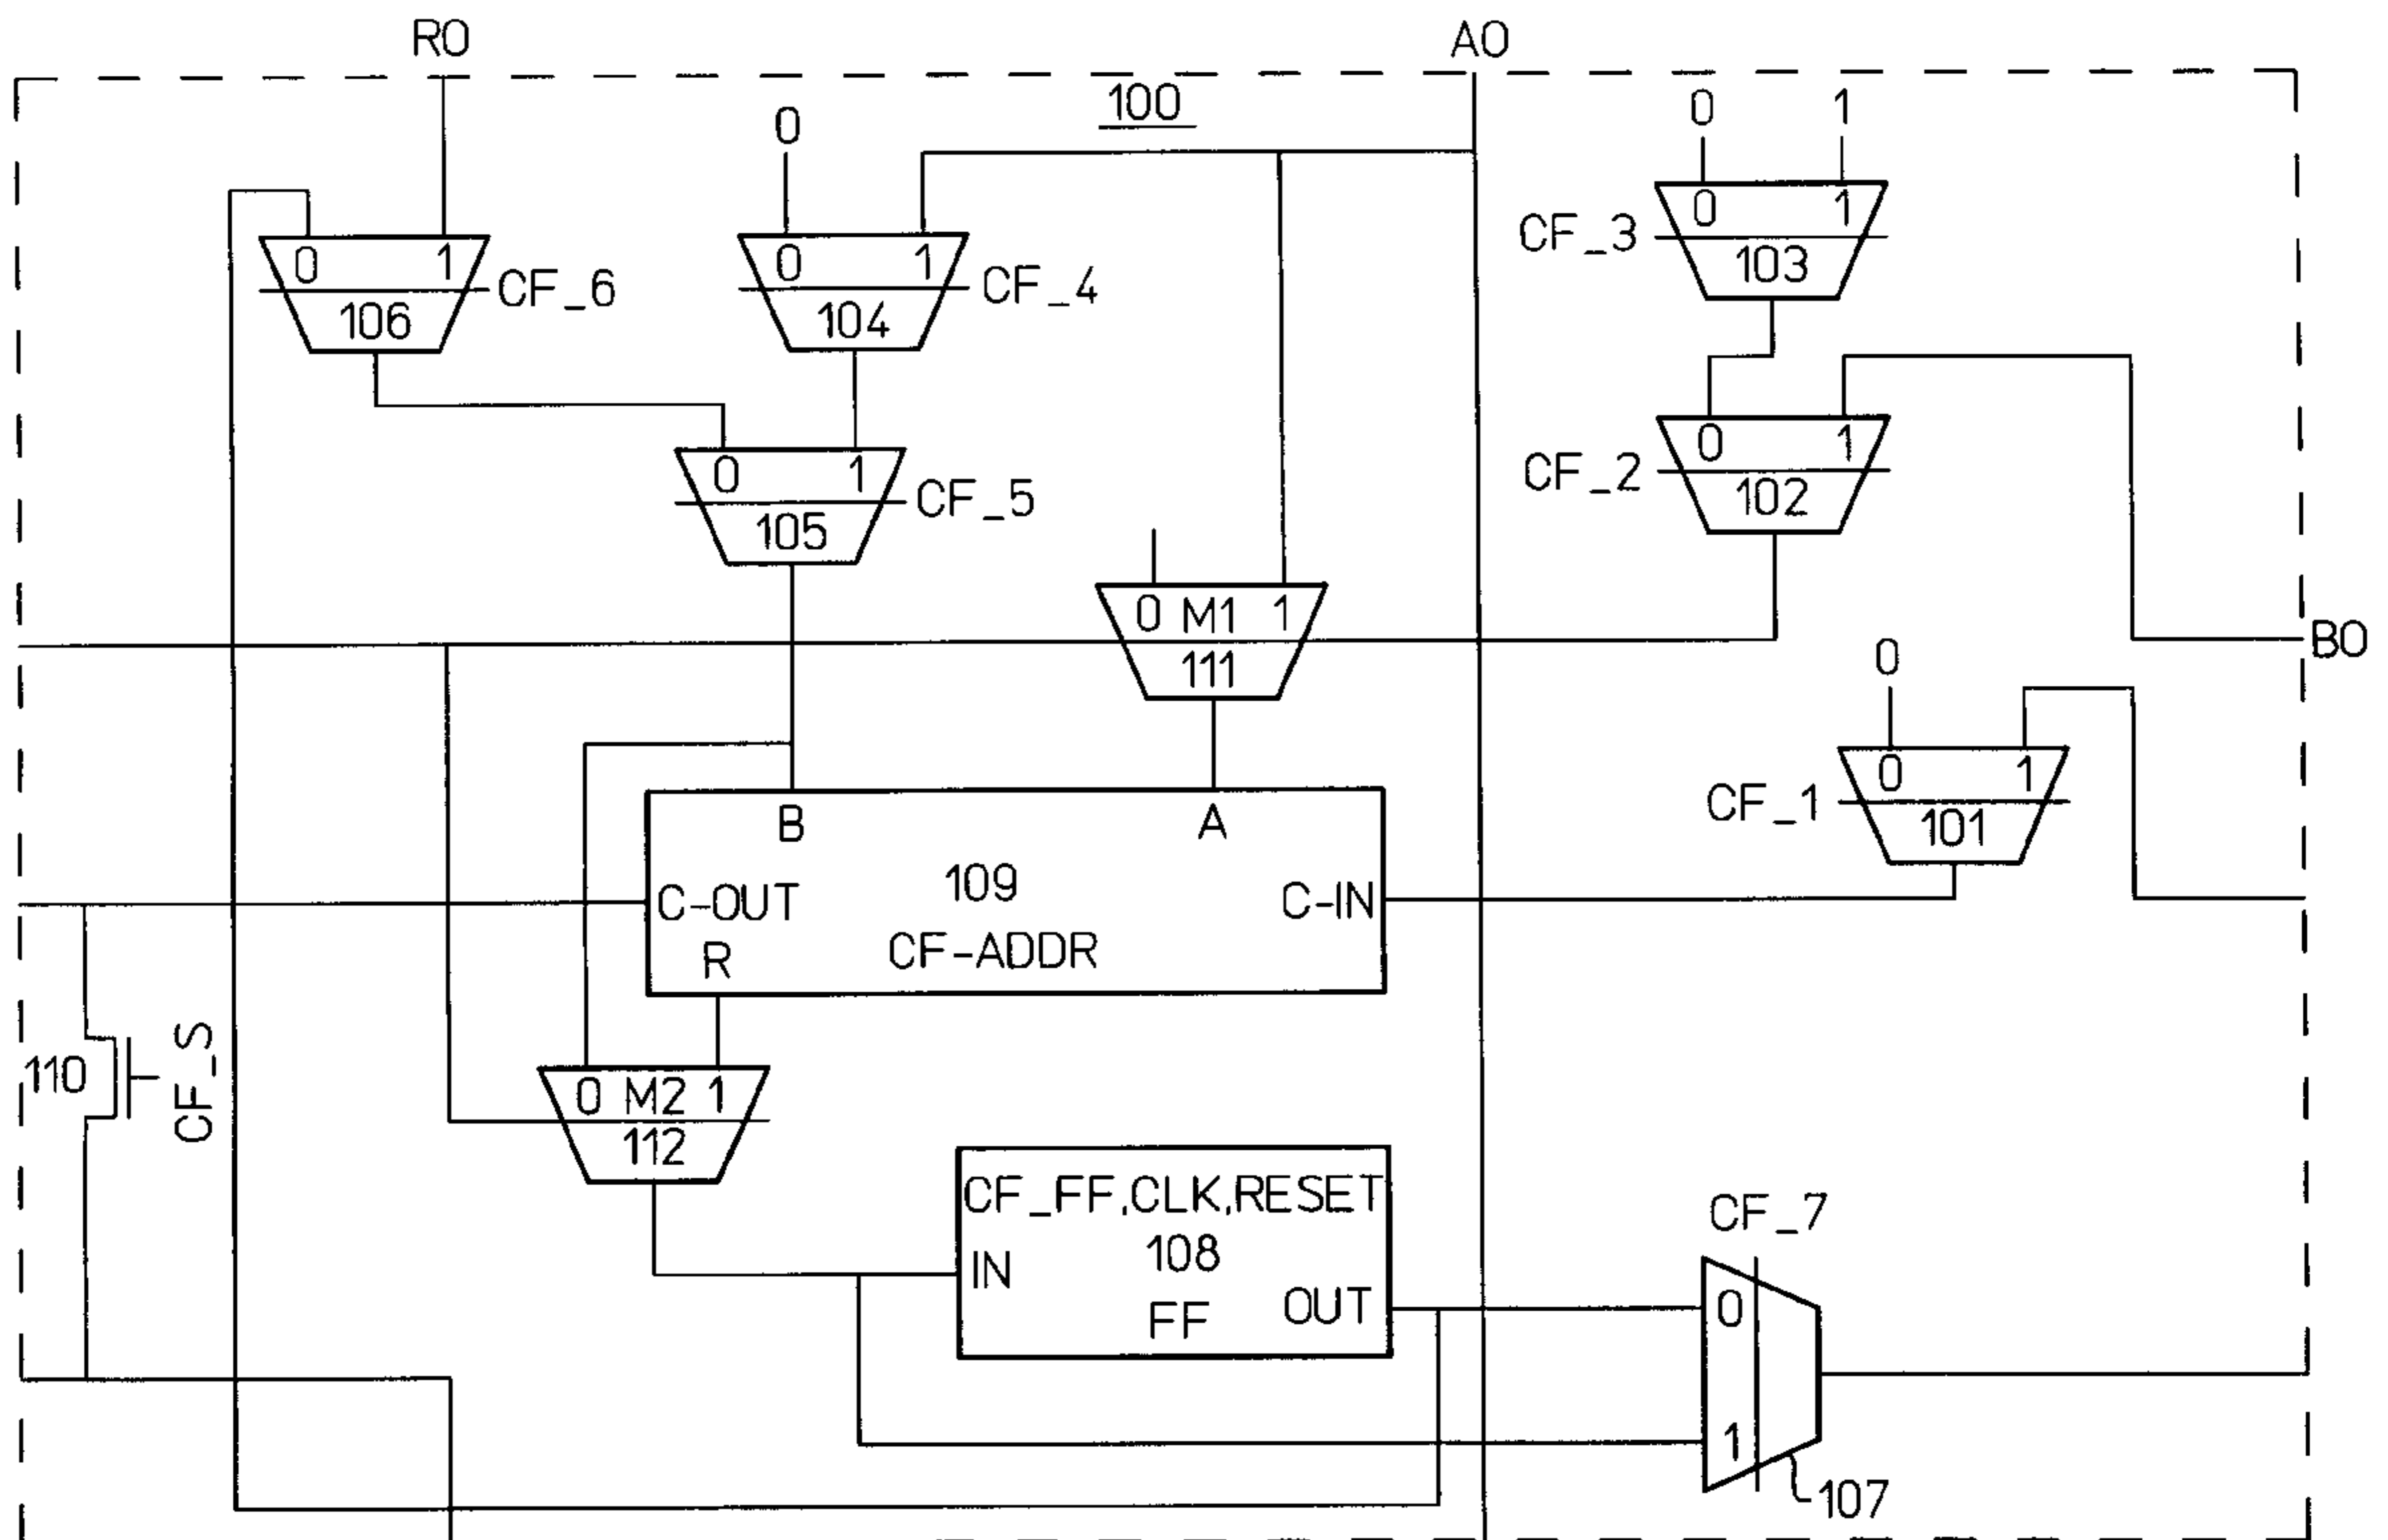 RO
AO
100
0
0 1
0 1
106
CF_6
0 1
104
CF_4
CF_3
0 1
103
0 1
105
CF_5
CF_2
0 1
102
0 M1 1
111
BO
0
CF_1
0 1
101
B A
C-OUT 109 C-IN
R CF-ADDR
110
CF_S
0 M2 1
112
CF_FF,CLK,RESET
108
IN
OUT
FF
CF_7
0
1
107